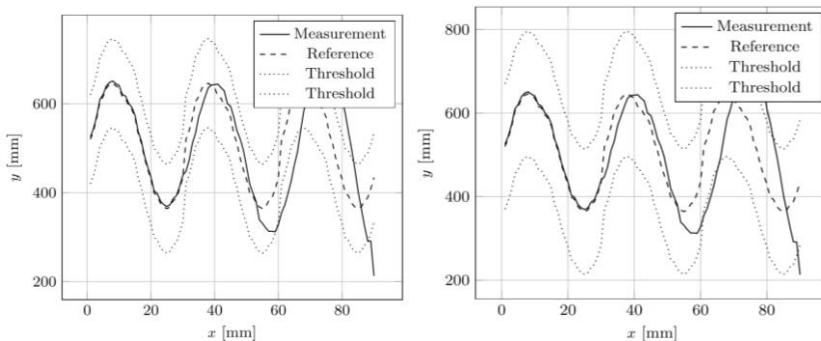 Measurement
Reference
Threshold
Threshold
600
400
200
y [mm]
0
20
40
60
80
x [mm]
Measurement
Reference
Threshold
Threshold
800
600
400
200
y [mm]
0
20
40
60
80
x [mm]